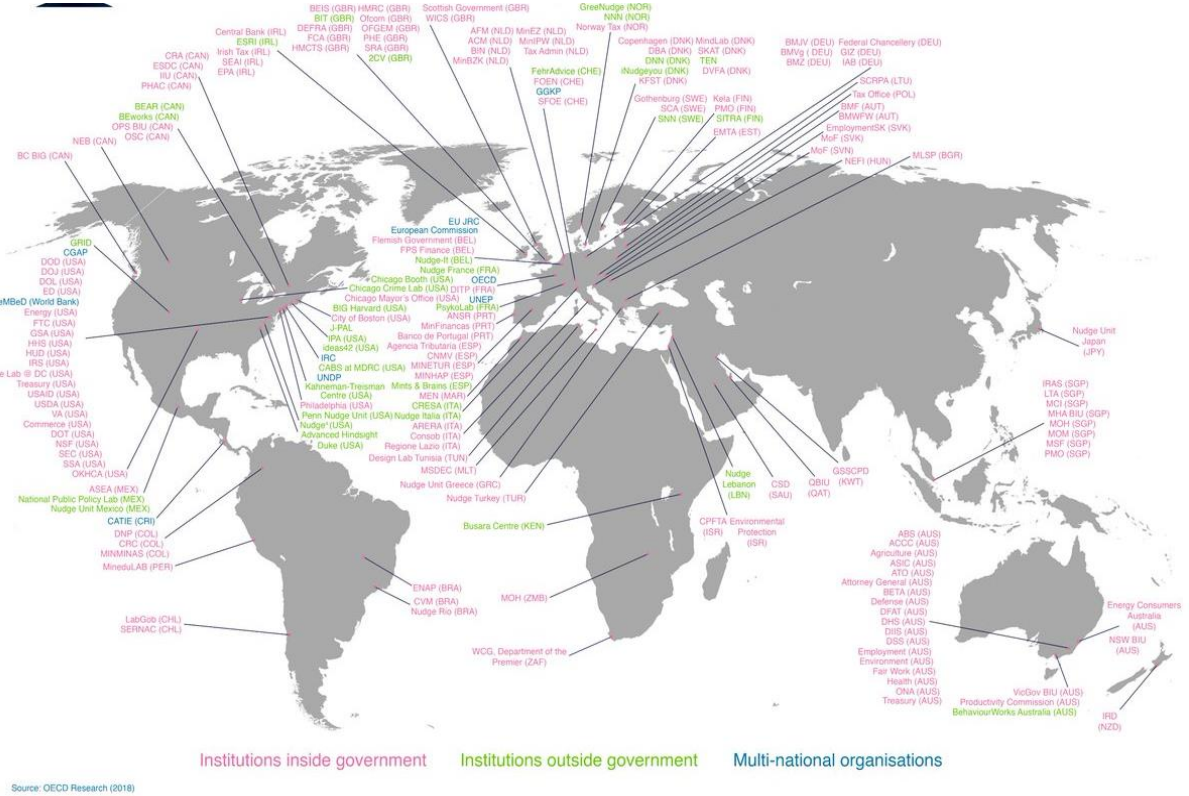 BEIS (GBR) HMRC (GBR)
BIT (GBR) Ofcom (GBR)
DEFRA (GBR) OFGEM (GBR)
FCA (GBR) PHE (GBR)
HMCTS (GBR) SRA (GBR)
2CV (GBR)
Scottish Government (GBR)
WICS (GBR)
Central Bank (IRL)
ESRI (IRL)
Irish Tax (IRL)
SEAI (IRL)
EPA (IRL)
AFM (NLD) MinEZ (NLD)
ACM (NLD) MinIPW (NLD)
BIN (NLD) Tax Admin (NLD)
MinBZK (NLD)
GreeNudge (NOR)
NNN (NOR)
Norway Tax (NOR)
FehrAdvice (CHE)
FOEN (CHE)
GGKP
SFOE (CHE)
Copenhagen (DNK) MindLab (DNK)
DBA (DNK) SKAT (DNK)
DNN (DNK) TEN
iNudgeyou (DNK) DVFA (DNK)
KFST (DNK)
Gothenburg (SWE) Kela (FIN)
SCA (SWE) PMO (FIN)
SNN (SWE) SITRA (FIN)
EMTA (EST)
BMJV (DEU) Federal Chancellery (DEU)
BMVg ( DEU) GIZ (DEU)
BMZ (DEU) IAB (DEU)
SCRPA (LTU)
Tax Office (POL)
BMF (AUT)
BMWFW (AUT)
EmploymentSK (SVK)
MoF (SVK)
MoF (SVN)
NEFI (HUN)
MLSP (BGR)
CRA (CAN)
ESDC (CAN)
IIU (CAN)
PHAC (CAN)
BEAR (CAN)
BEworks (CAN)
OPS BIU (CAN)
OSC (CAN)
NEB (CAN)
BC BIG (CAN)
GRID
CGAP
DOD (USA)
DOJ (USA)
DOL (USA)
ED (USA)
eMBeD (World Bank)
Energy (USA)
FTC (USA)
GSA (USA)
HHS (USA)
HUD (USA)
IRS (USA)
e Lab @ DC (USA)
Treasury (USA)
USAID (USA)
USDA (USA)
VA (USA)
Commerce (USA)
DOT (USA)
NSF (USA)
SEC (USA)
SSA (USA)
OKHCA (USA)
ASEA (MEX)
National Public Policy Lab (MEX)
Nudge Unit Mexico (MEX)
CATIE (CRI)
DNP (COL)
CRC (COL)
MINMINAS (COL)
MineduLAB (PER)
LabGob (CHL)
SERNAC (CHL)
ENAP (BRA)
CVM (BRA)
Nudge Rio (BRA)
Chicago Booth (USA)
Chicago Crime Lab (USA)
Chicago Mayor's Office (USA)
BIG Harvard (USA)
City of Boston (USA)
J-PAL
IPA (USA)
ideas42 (USA)
IRC
CABS at MDRC (USA)
UNDP
Kahneman-Treisman
Centre (USA)
Philadelphia (USA)
Penn Nudge Unit (USA)
Nudge⁴ (USA)
Advanced Hindsight
Duke (USA)
EU JRC
European Commission
Flemish Government (BEL)
FPS Finance (BEL)
Nudge-It (BEL)
Nudge France (FRA)
OECD
DITP (FRA)
UNEP
PsykoLab (FRA)
ANSR (PRT)
MinFinancas (PRT)
Banco de Portugal (PRT)
Agencia Tributaria (ESP)
CNMV (ESP)
MINETUR (ESP)
MINHAP (ESP)
Mints & Brains (ESP)
MEN (MAR)
CRESA (ITA)
Nudge Italia (ITA)
ARERA (ITA)
Consob (ITA)
Regione Lazio (ITA)
Design Lab Tunisia (TUN)
MSDEC (MLT)
Nudge Unit Greece (GRC)
Nudge Turkey (TUR)
Busara Centre (KEN)
MOH (ZMB)
WCG, Department of the
Premier (ZAF)
CPFTA
(ISR)
Environmental
Protection
(ISR)
Nudge
Lebanon
(LBN)
CSD
(SAU)
QBIU
(QAT)
GSSCPD
(KWT)
Nudge Unit
Japan
(JPY)
IRAS (SGP)
LTA (SGP)
MCI (SGP)
MHA BIU (SGP)
MOH (SGP)
MOM (SGP)
MSF (SGP)
PMO (SGP)
ABS (AUS)
ACCC (AUS)
Agriculture (AUS)
ASIC (AUS)
ATO (AUS)
Attorney General (AUS)
BETA (AUS)
Defense (AUS)
DFAT (AUS)
DHS (AUS)
DIIS (AUS)
DSS (AUS)
Employment (AUS)
Environment (AUS)
Fair Work (AUS)
Health (AUS)
ONA (AUS)
Treasury (AUS)
Energy Consumers
Australia
(AUS)
NSW BIU
(AUS)
VicGov BIU (AUS)
Productivity Commission (AUS)
BehaviourWorks Australia (AUS)
IRD
(NZD)
Institutions inside government
Institutions outside government
Multi-national organisations
Source: OECD Research (2018)